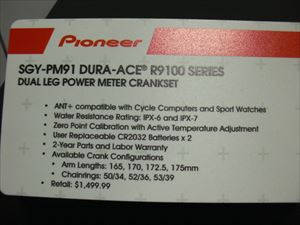 Pioneer
SGY-PM91 DURA-ACE® R9100 SERIES
DUAL LEG POWER METER CRANKSET
• ANT+ compatible with Cycle Computers and Sport Watches
• Water Resistance Rating: IPX-6 and IPX-7
• Zero Point Calibration with Active Temperature Adjustment
• User Replaceable CR2032 Batteries x 2
• 2-Year Parts and Labor Warranty
• Available Crank Configurations
• Arm Lengths: 165, 170, 172.5, 175mm
• Chainrings: 50/34, 52/36, 53/39
• Retail: $1,499.99